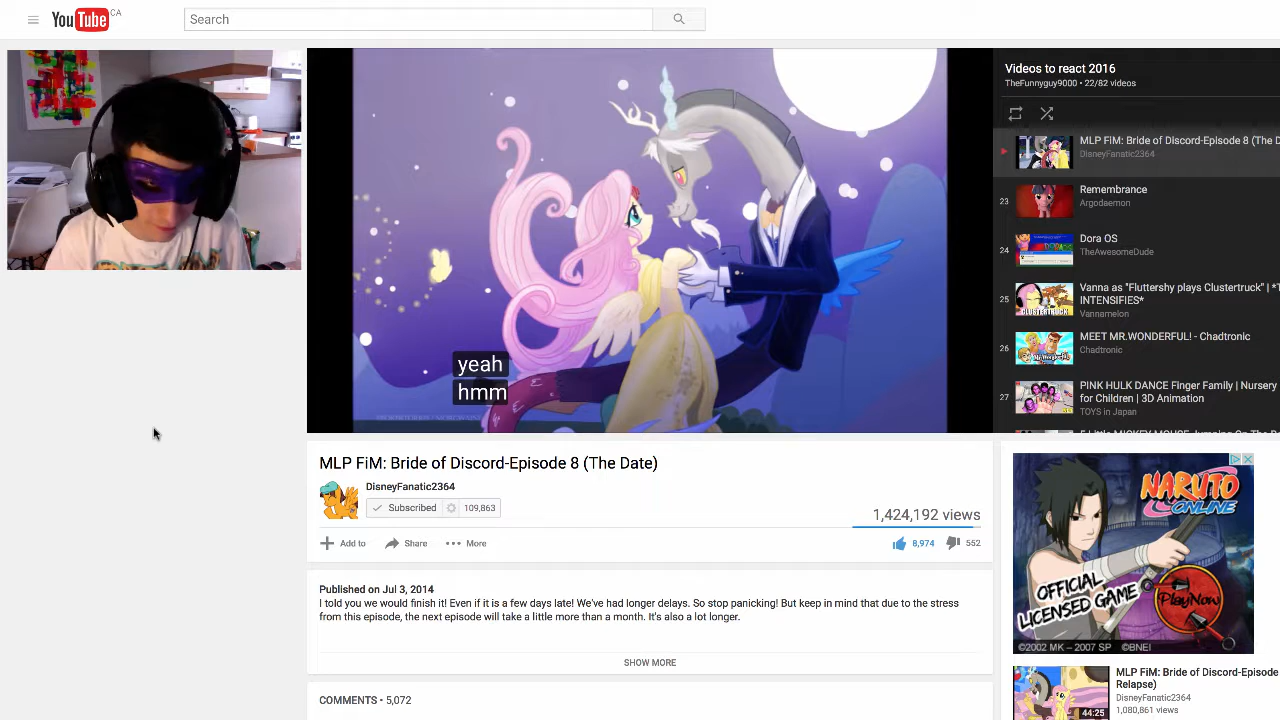 YouTube CA
Search
Videos to react 2016
TheFunnyguy9000 • 22/82 videos
MLP FiM: Bride of Discord-Episode 8 (The D
DisneyFanatic2364
23
Remembrance
Argodaemon
24
Dora OS
TheAwesomeDude
25
Vanna as "Fluttershy plays Clustertruck" | *T
INTENSIFIES*
Vannamelon
CLUSTERTRUCK
26
MEET MR.WONDERFUL! - Chadtronic
Chadtronic
27
PINK HULK DANCE Finger Family | Nursery
for Children | 3D Animation
TOYS in Japan
yeah
hmm
MLP FiM: Bride of Discord-Episode 8 (The Date)
DisneyFanatic2364
Subscribed 109,863
1,424,192 views
Add to Share More
8,974 552
Published on Jul 3, 2014
I told you we would finish it! Even if it is a few days late! We've had longer delays. So stop panicking! But keep in mind that due to the stress
from this episode, the next episode will take a little more than a month. It's also a lot longer.
SHOW MORE
COMMENTS • 5,072
NARUTO
ONLINE
OFFICIAL
LICENSED GAME
Play Now
©2002 MK – 2007 SP ©BNEI
MLP FiM: Bride of Discord-Episode
Relapse)
DisneyFanatic2364
1,080,861 views
44:25